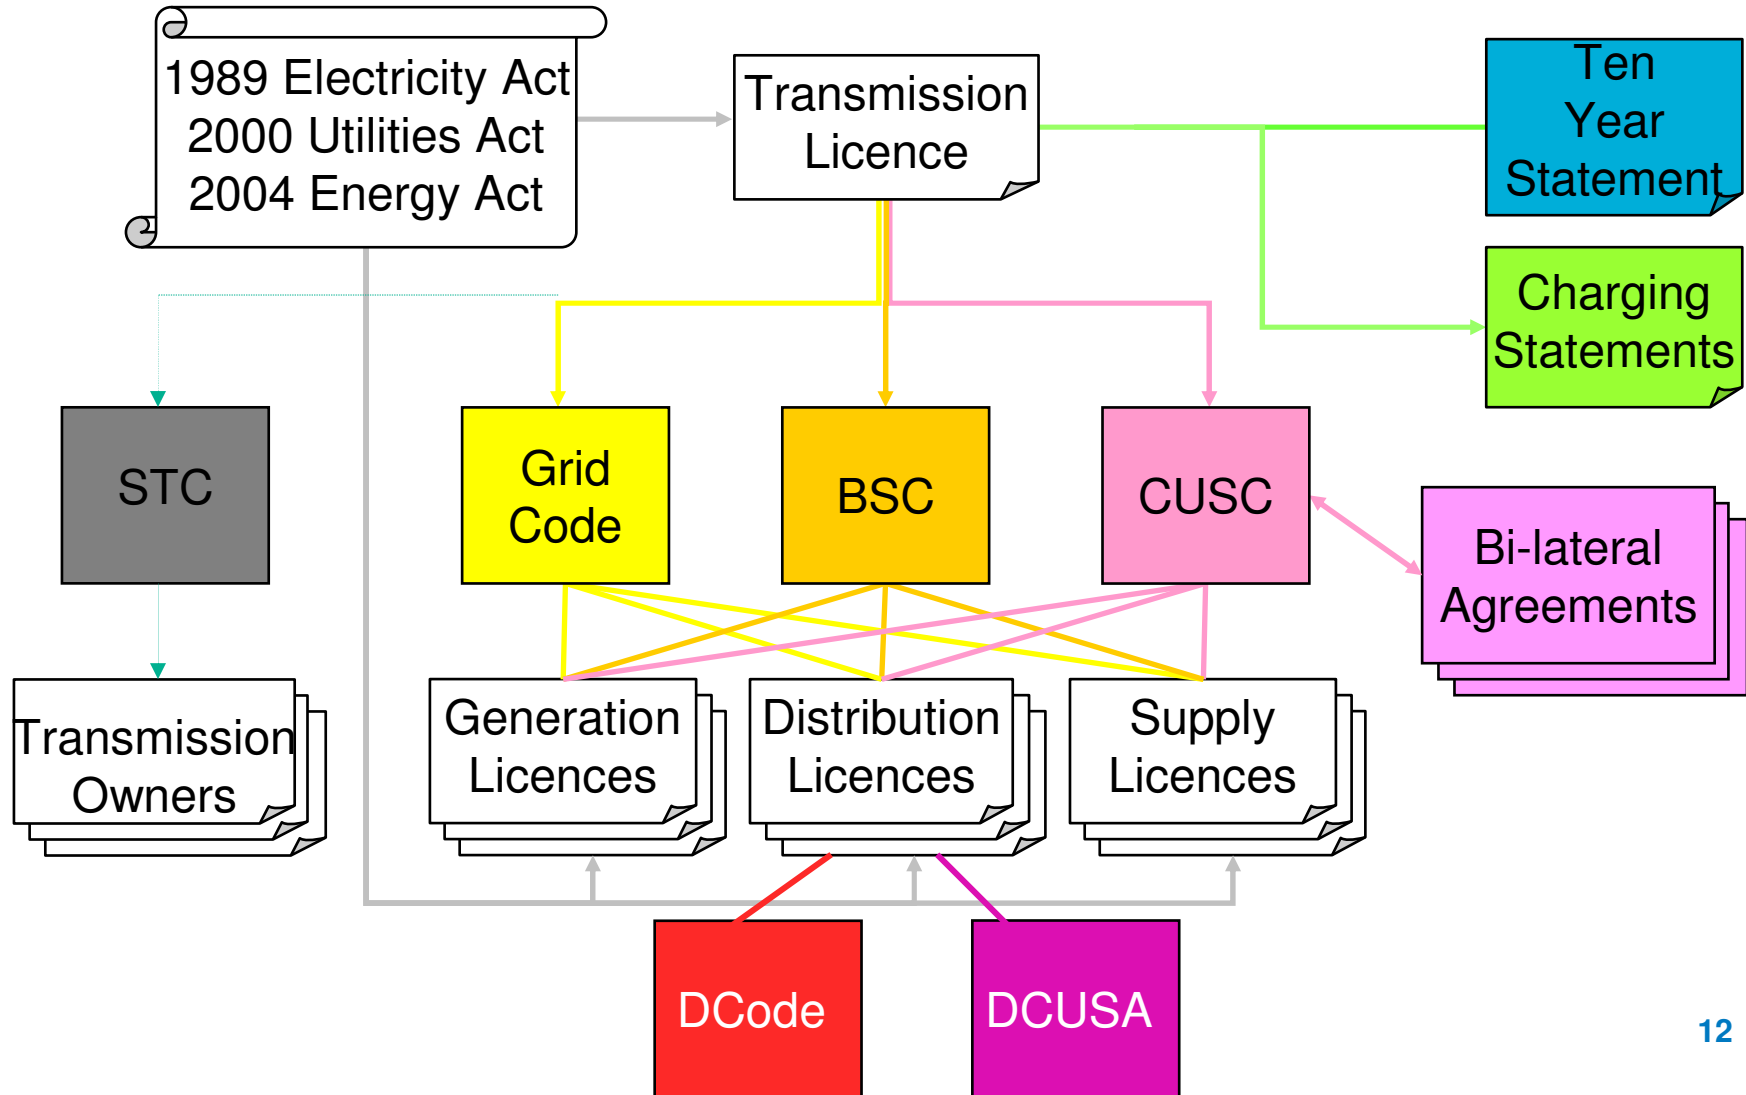 1989 Electricity Act
2000 Utilities Act
2004 Energy Act
Transmission
Licence
Ten
Year
Statement
Charging
Statements
STC
Grid
Code
BSC
CUSC
Bi-lateral
Agreements
Transmission
Owners
Generation
Licences
Distribution
Licences
Supply
Licences
DCode
DCUSA
12